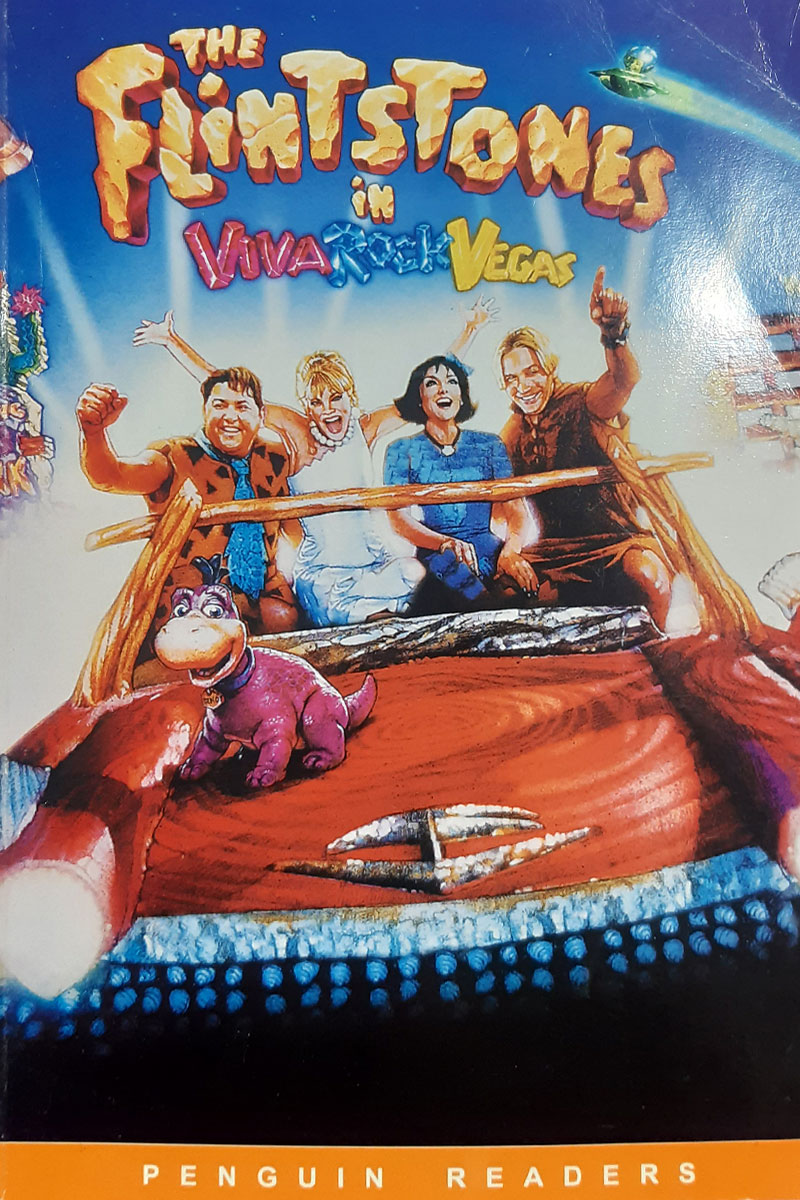 THE
FLINTSTONES
IN
VIVA ROCK VEGAS
PENGUIN READERS